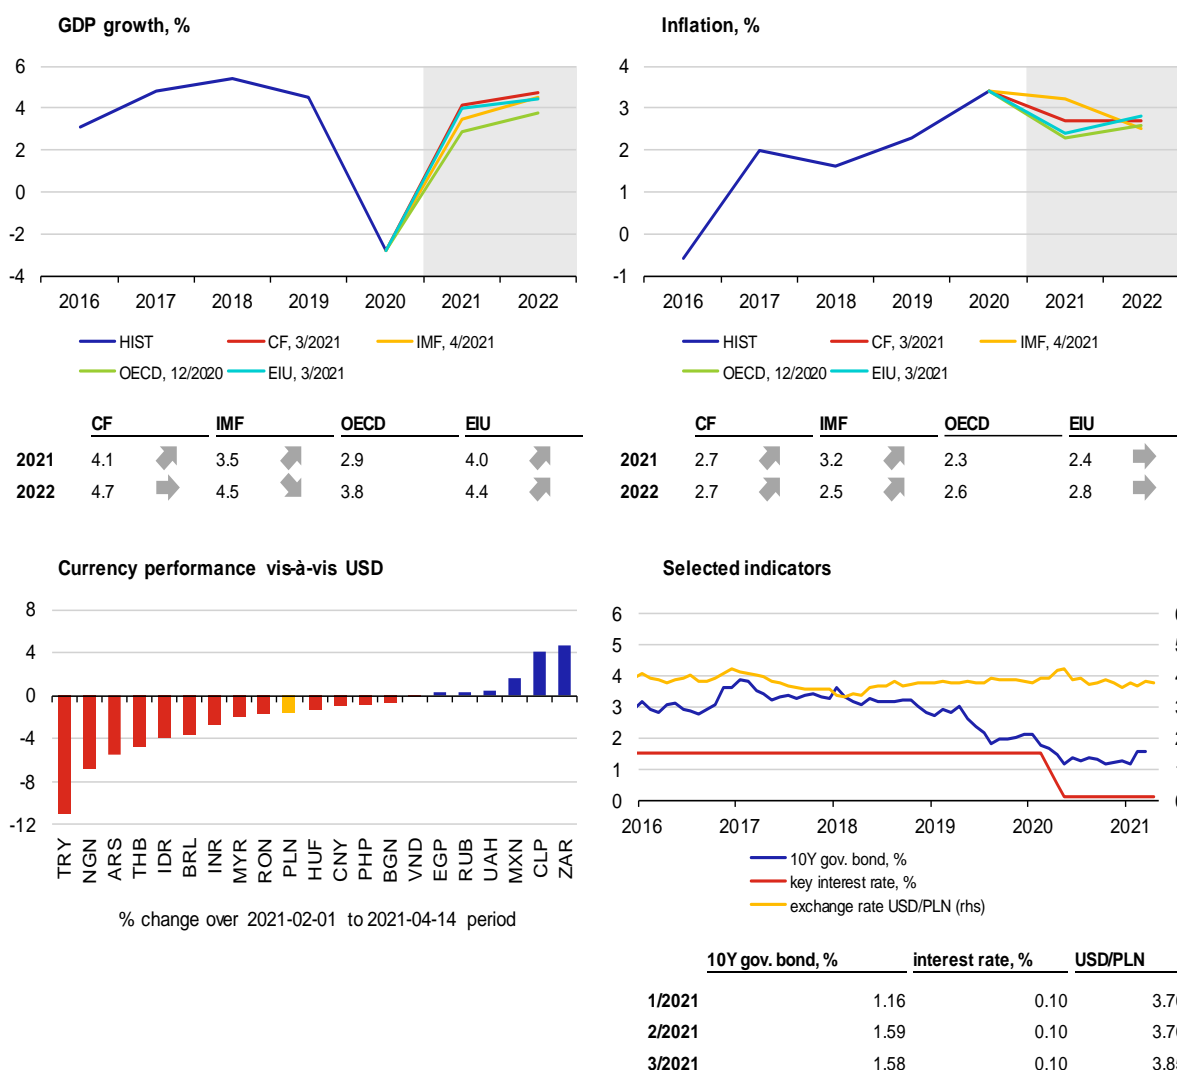 GDP growth, %
6
4
2
0
-2
-4
2016 2017 2018 2019 2020 2021 2022
HIST CF, 3/2021 IMF, 4/2021
OECD, 12/2020 EIU, 3/2021
CF IMF OECD EIU
2021 4.1 3.5 2.9 4.0
2022 4.7 4.5 3.8 4.4
Inflation, %
4
3
2
1
0
-1
2016 2017 2018 2019 2020 2021 2022
HIST CF, 3/2021 IMF, 4/2021
OECD, 12/2020 EIU, 3/2021
CF IMF OECD EIU
2021 2.7 3.2 2.3 2.4
2022 2.7 2.5 2.6 2.8
Currency performance vis-à-vis USD
8
4
0
-4
-8
-12
TRY NGN ARS THB IDR BRL INR MYR RON PLN HUF CNY PHP BGN VND EGP RUB UAH MXN CLP ZAR
% change over 2021-02-01 to 2021-04-14 period
Selected indicators
6
5
4
3
2
1
0
2016 2017 2018 2019 2020 2021
10Y gov. bond, %
key interest rate, %
exchange rate USD/PLN (rhs)
10Y gov. bond, % interest rate, % USD/PLN
1/2021 1.16 0.10
2/2021 1.59 0.10
3/2021 1.58 0.10